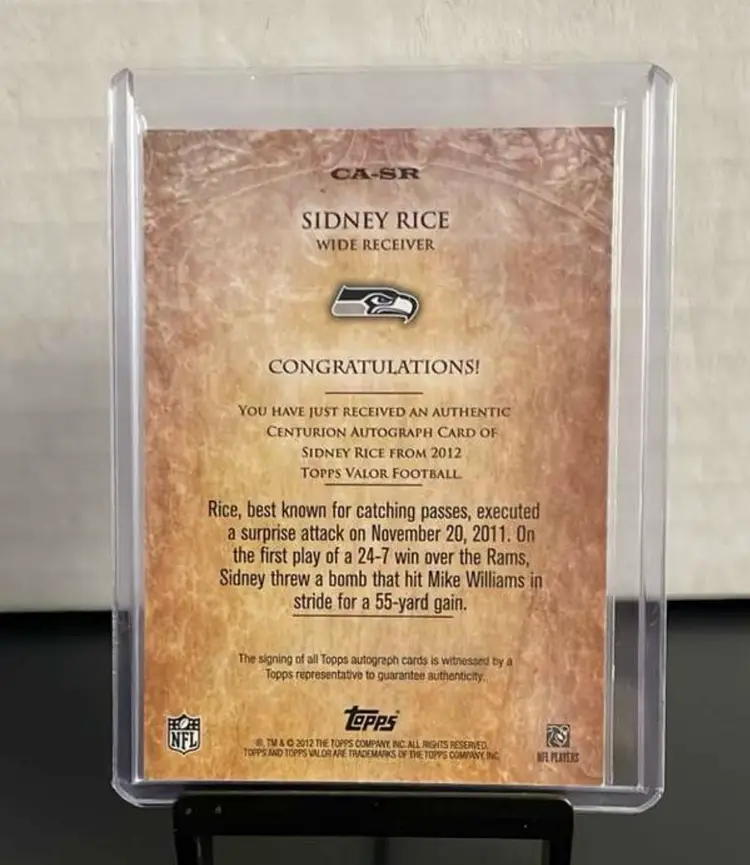 CA-SR
SIDNEY RICE
WIDE RECEIVER
CONGRATULATIONS!
YOU HAVE JUST RECEIVED AN AUTHENTIC
CENTURION AUTOGRAPH CARD OF
SIDNEY RICE FROM 2012
TOPPS VALOR FOOTBALL.
Rice, best known for catching passes, executed
a surprise attack on November 20, 2011. On
the first play of a 24-7 win over the Rams,
Sidney threw a bomb that hit Mike Williams in
stride for a 55-yard gain.
The signing of all Topps autograph cards is witnessed by a
Topps representative to guarantee authenticity.
Topps®
NFL
®, TM & © 2012 THE TOPPS COMPANY, INC. ALL RIGHTS RESERVED.
TOPPS AND TOPPS VALOR ARE TRADEMARKS OF THE TOPPS COMPANY, INC.
NFL PLAYERS